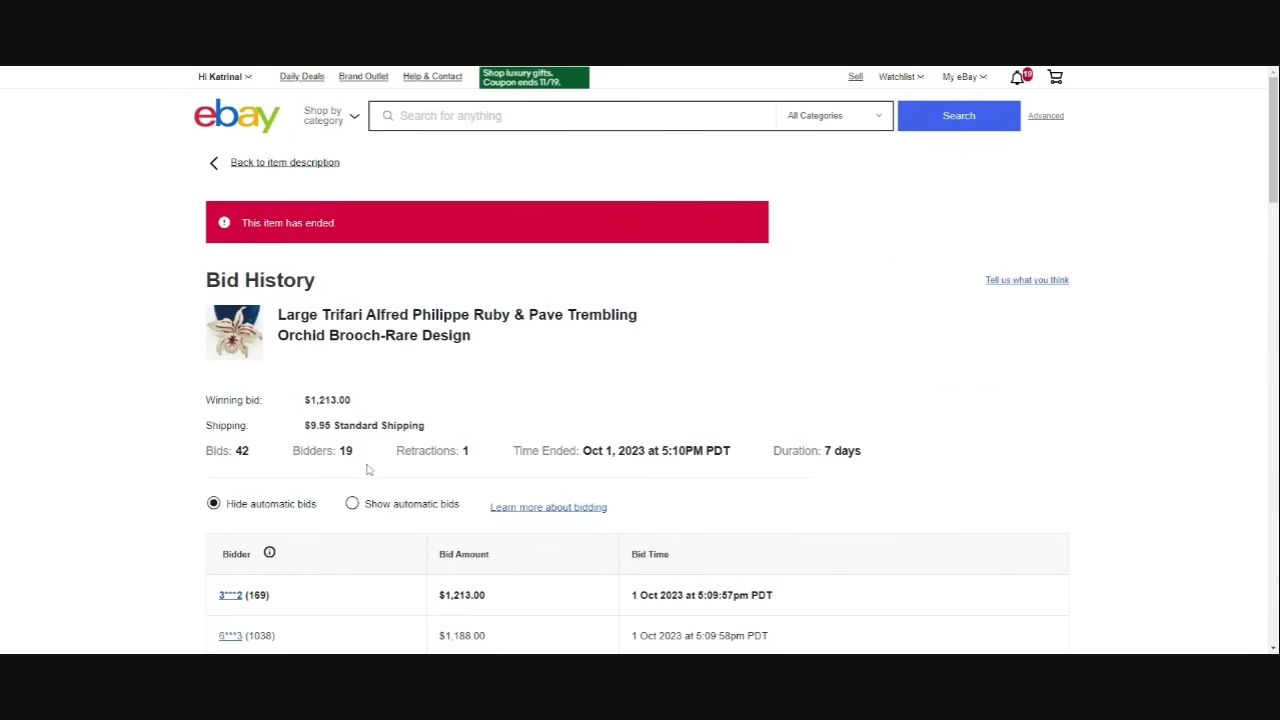 Hi Katrina! Daily Deals Brand Outlet Help & Contact Shop luxury gifts. Coupon ends 11/19. Sell Watchlist My eBay 19
ebay Shop by category Search for anything All Categories Search Advanced
Back to item description
This item has ended.
Bid History Tell us what you think
Large Trifari Alfred Philippe Ruby & Pave Trembling
Orchid Brooch-Rare Design
Winning bid: $1,213.00
Shipping: $9.95 Standard Shipping
Bids: 42 Bidders: 19 Retractions: 1 Time Ended: Oct 1, 2023 at 5:10PM PDT Duration: 7 days
Hide automatic bids Show automatic bids Learn more about bidding
Bidder Bid Amount Bid Time
3***2 (169) $1,213.00 1 Oct 2023 at 5:09:57pm PDT
6***3 (1038) $1,188.00 1 Oct 2023 at 5:09:58pm PDT